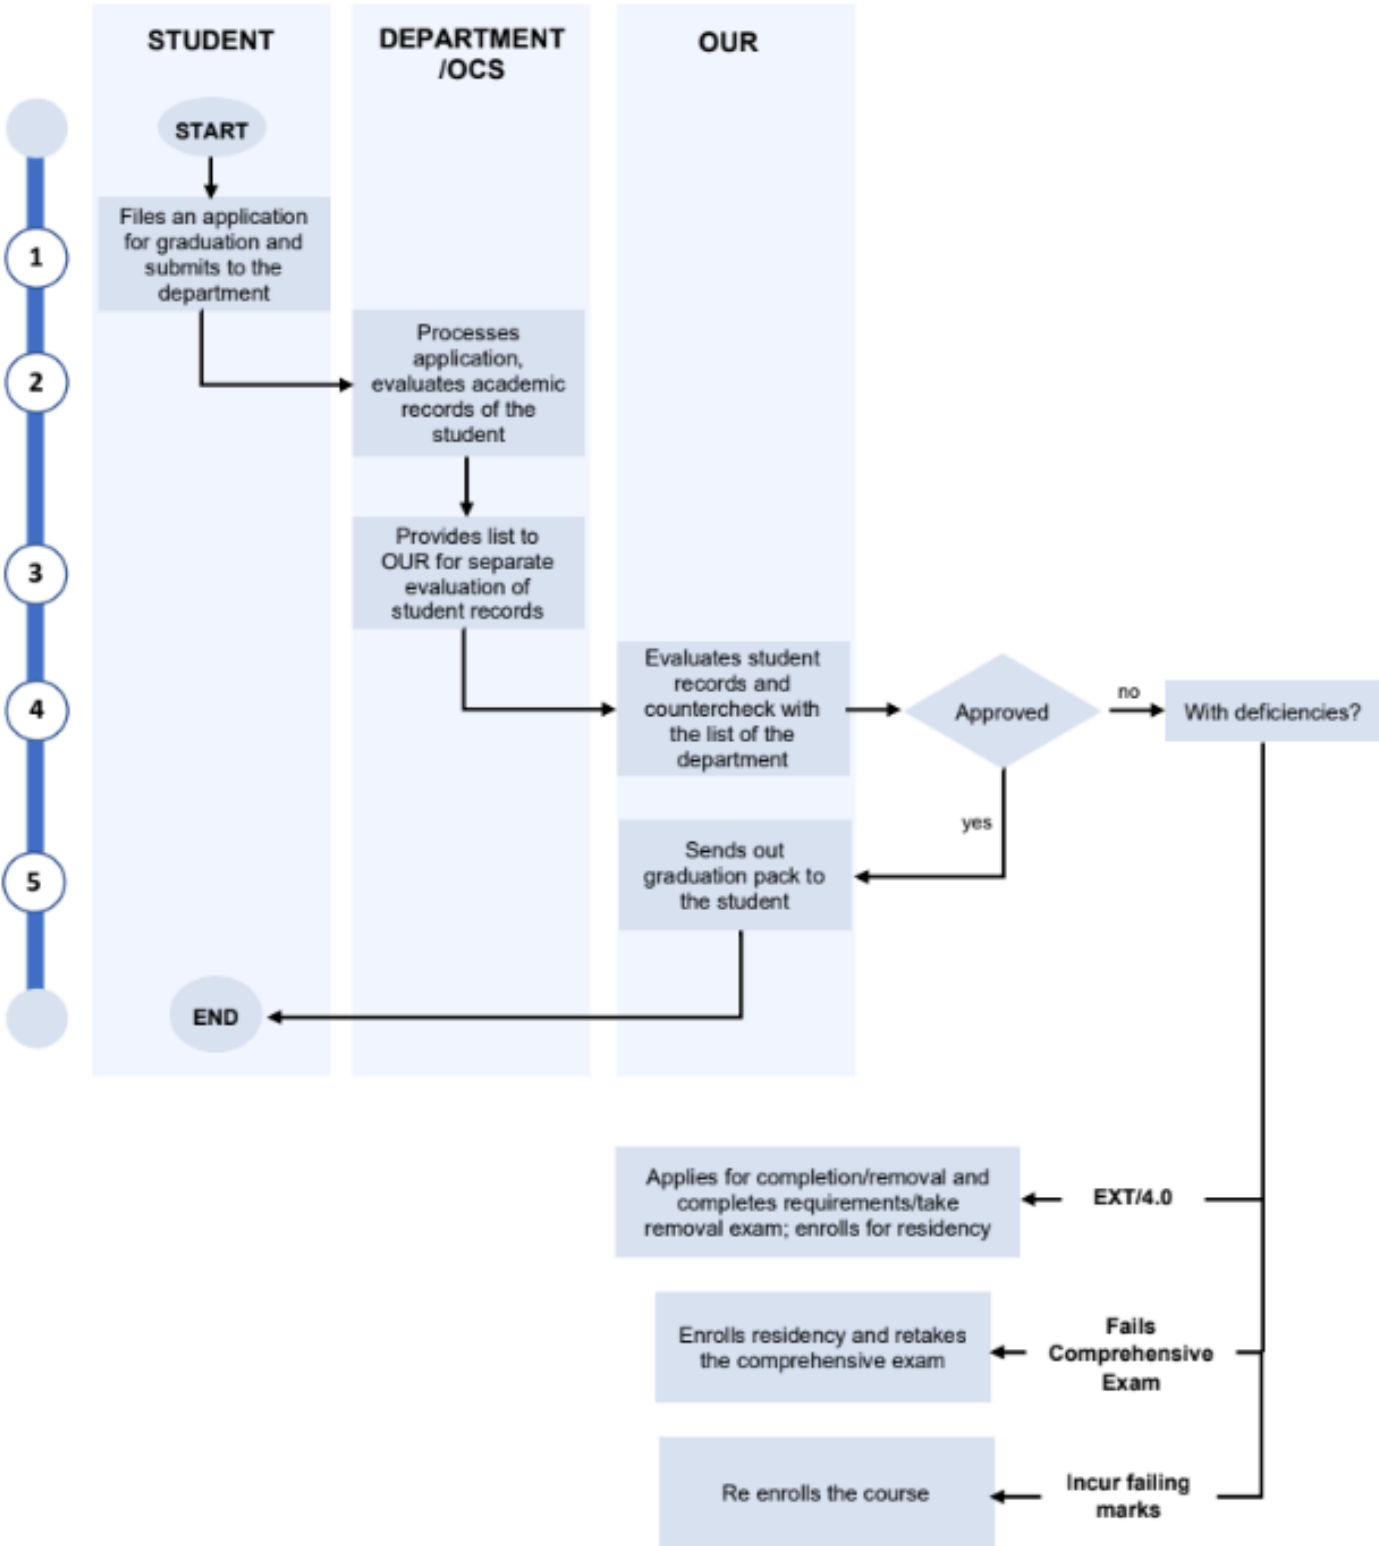 STUDENT
DEPARTMENT
/OCS
OUR
START
1
Files an application
for graduation and
submits to the
department
2
Processes
application,
evaluates academic
records of the
student
3
Provides list to
OUR for separate
evaluation of
student records
4
Evaluates student
records and
countercheck with
the list of the
department
Approved
no
With deficiencies?
yes
5
Sends out
graduation pack to
the student
END
Applies for completion/removal and
completes requirements/take
removal exam; enrolls for residency
EXT/4.0
Enrolls residency and retakes
the comprehensive exam
Fails
Comprehensive
Exam
Re enrolls the course
Incur failing
marks